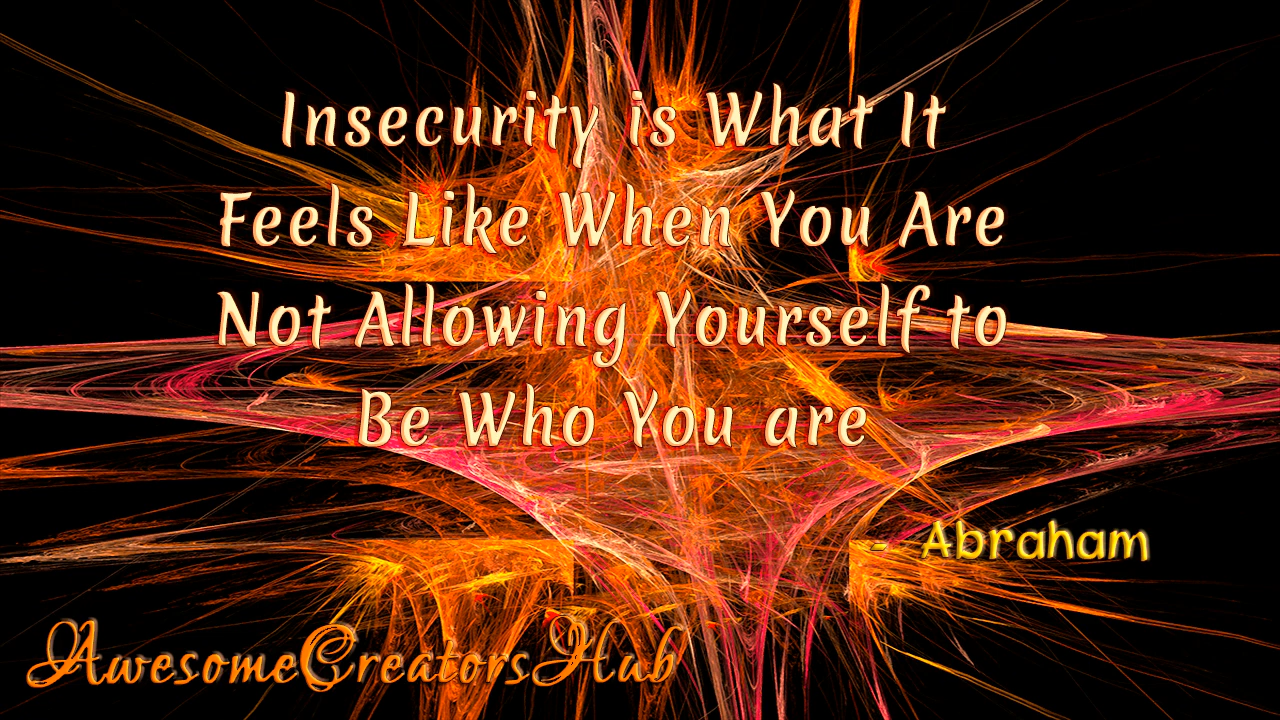 Insecurity is What It
Feels Like When You Are
Not Allowing Yourself to
Be Who You are
- Abraham
AwesomeCreatorsHub